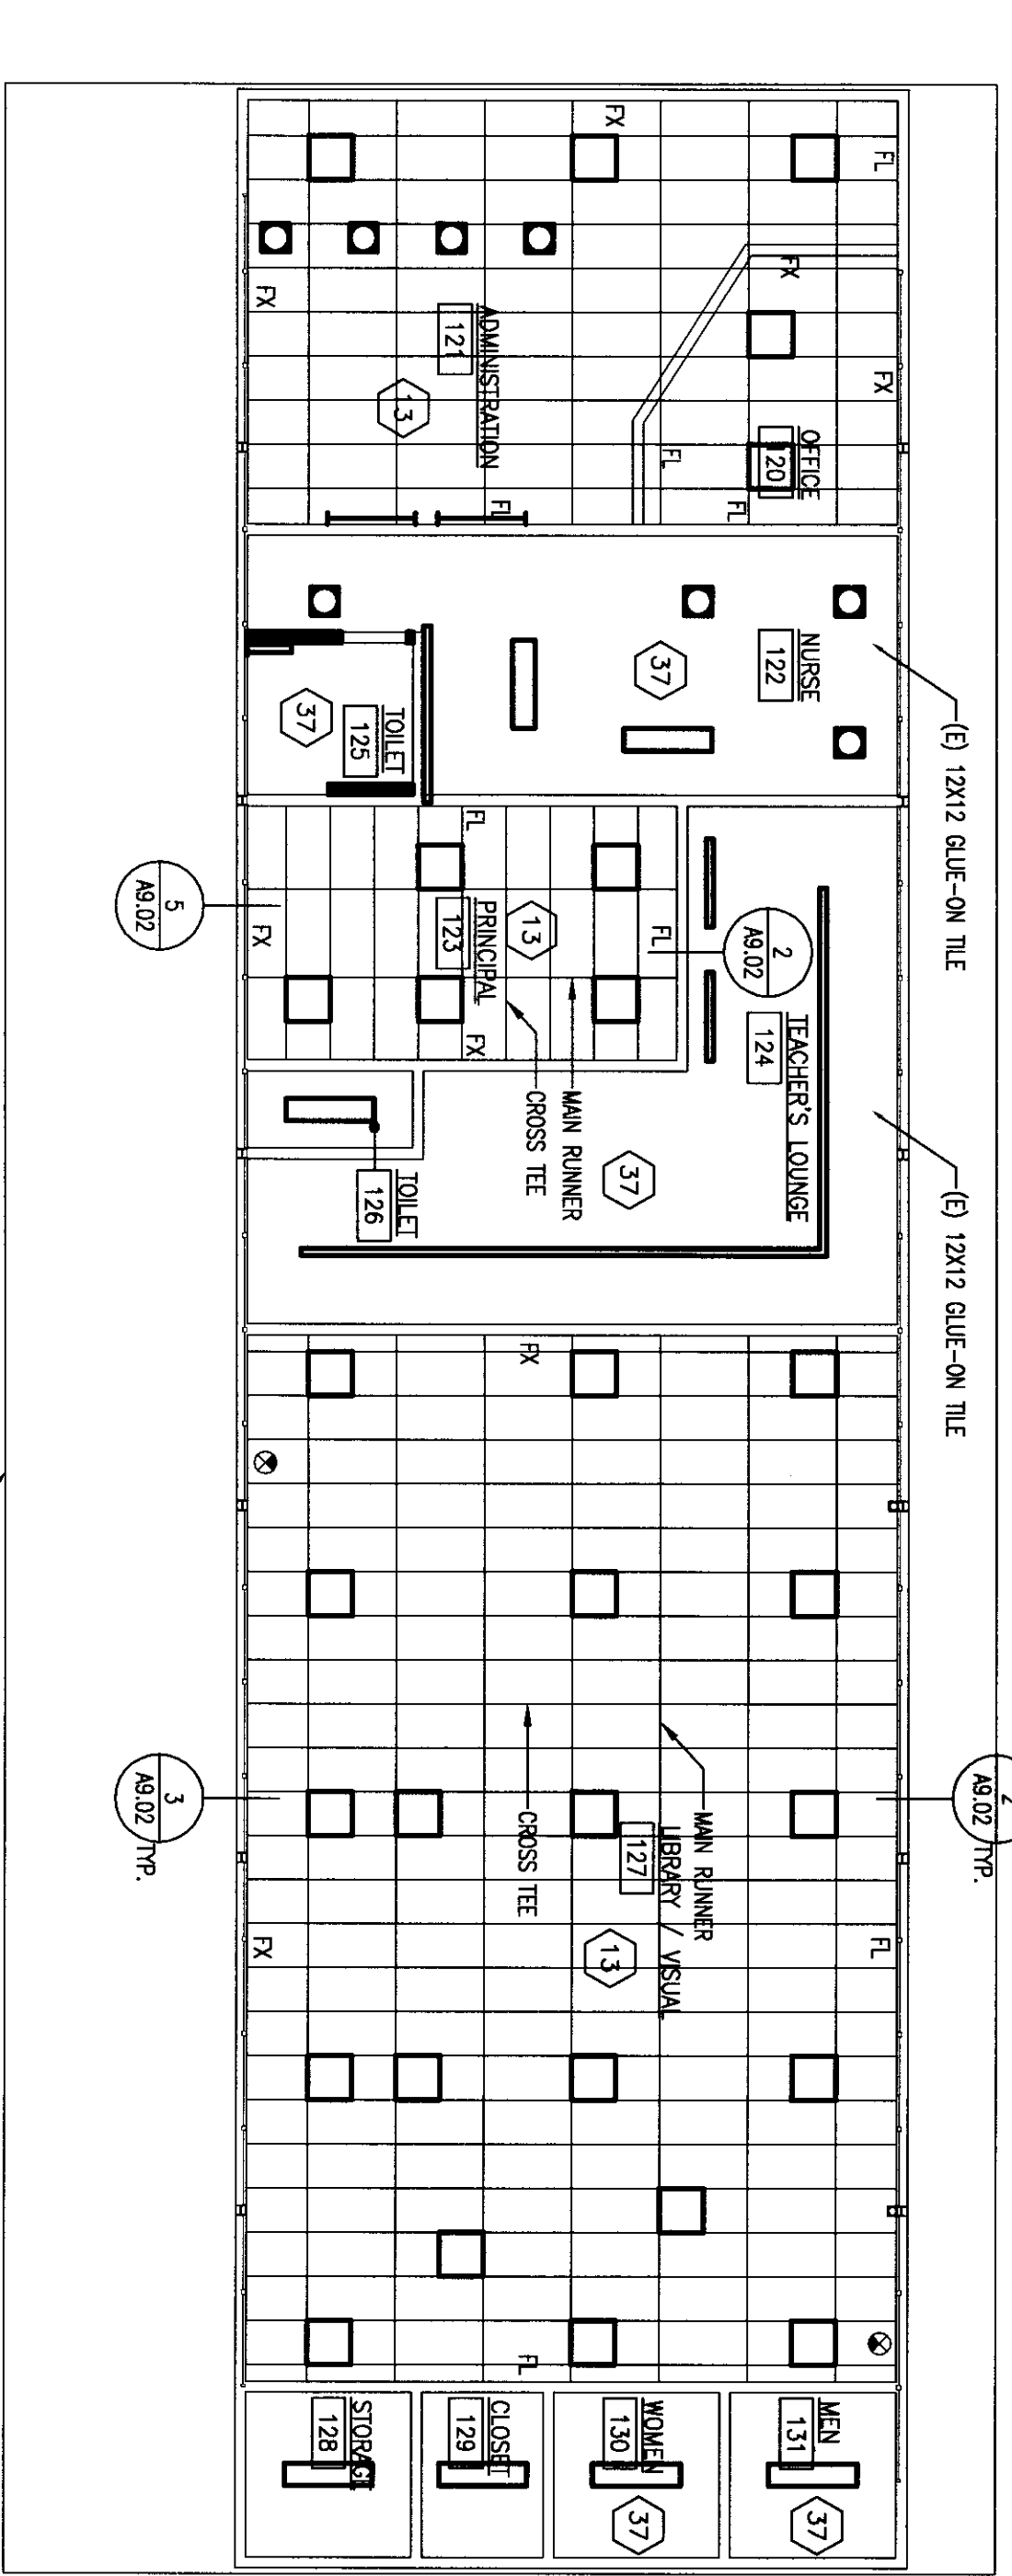 FX
FL
FX
FX
FX
OFFICE
120
ADMINISTRATION
121
13
FL
FL
FL
(E) 12X12 GLUE-ON TILE
NURSE
122
37
TOILET
125
37
FL
FL
PRINCIPAL
123
13
FX
FX
5
A9.02
2
A9.02
MAIN RUNNER
CROSS TEE
TEACHER'S LOUNGE
124
37
(E) 12X12 GLUE-ON TILE
TOILET
126
FX
MAIN RUNNER
CROSS TEE
LIBRARY / VISUAL
127
13
FL
FX
FL
3
A9.02 TYP.
A9.02 TYP.
STORAGE
128
CLOSET
129
WOMEN
130
37
MEN
131
37